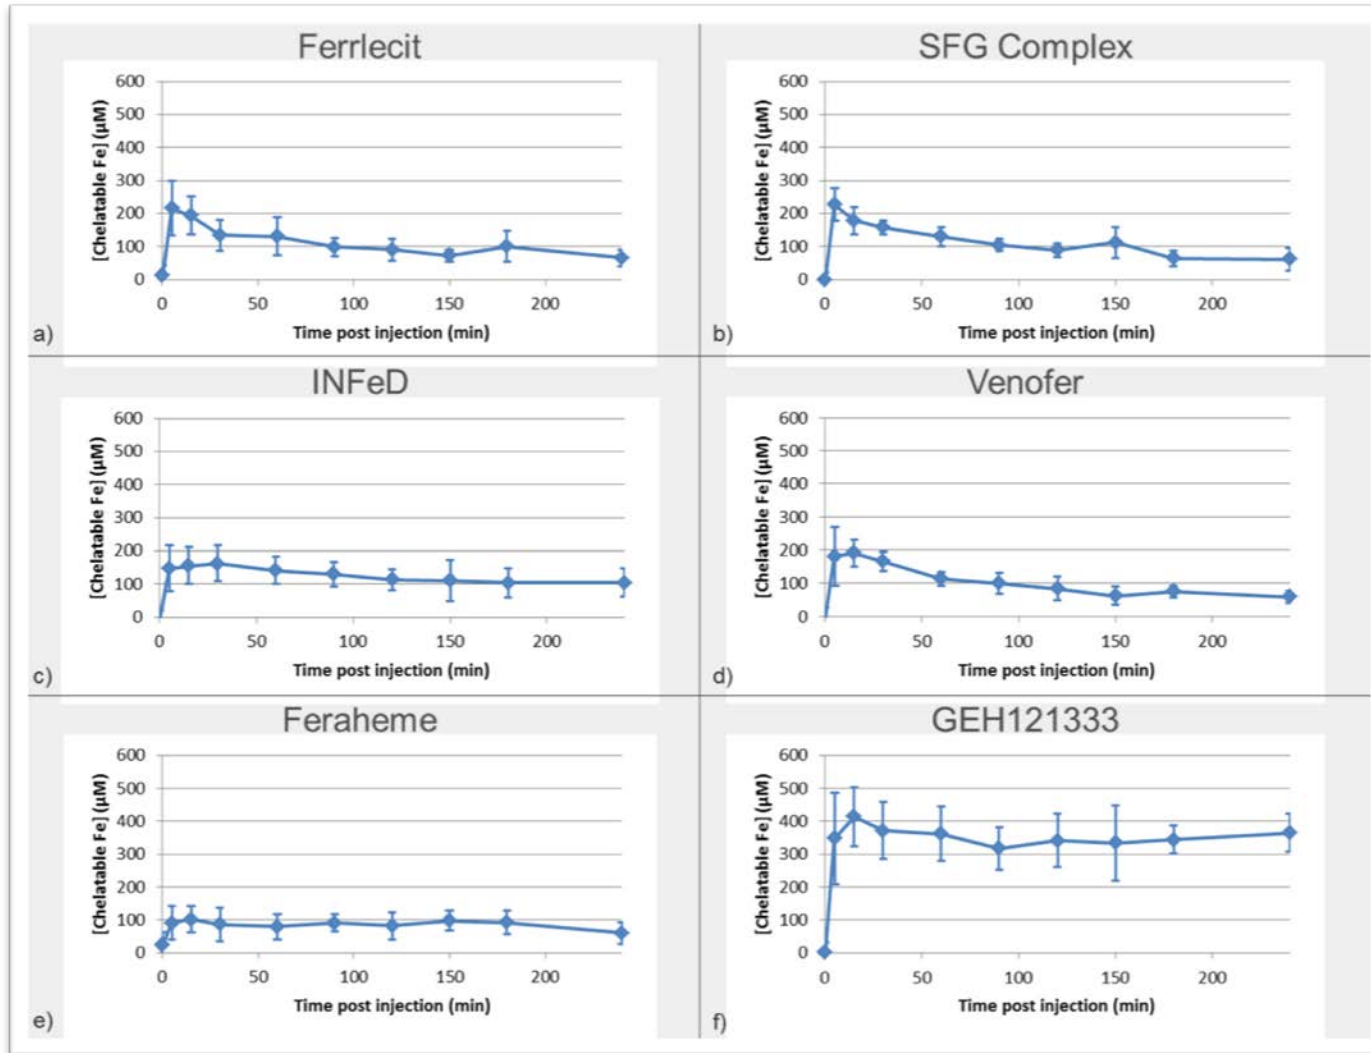 Ferrlecit
[Chelatable Fe] (µM)
600
500
400
300
200
100
0
0 50 100 150 200
Time post injection (min)
a)
SFG Complex
[Chelatable Fe] (µM)
600
500
400
300
200
100
0
0 50 100 150 200
Time post injection (min)
b)
INFeD
[Chelatable Fe] (µM)
600
500
400
300
200
100
0
0 50 100 150 200
Time post injection (min)
c)
Venofer
[Chelatable Fe] (µM)
600
500
400
300
200
100
0
0 50 100 150 200
Time post injection (min)
d)
Feraheme
[Chelatable Fe] (µM)
600
500
400
300
200
100
0
0 50 100 150 200
Time post injection (min)
e)
GEH121333
[Chelatable Fe] (µM)
600
500
400
300
200
100
0
0 50 100 150 200
Time post injection (min)
f)